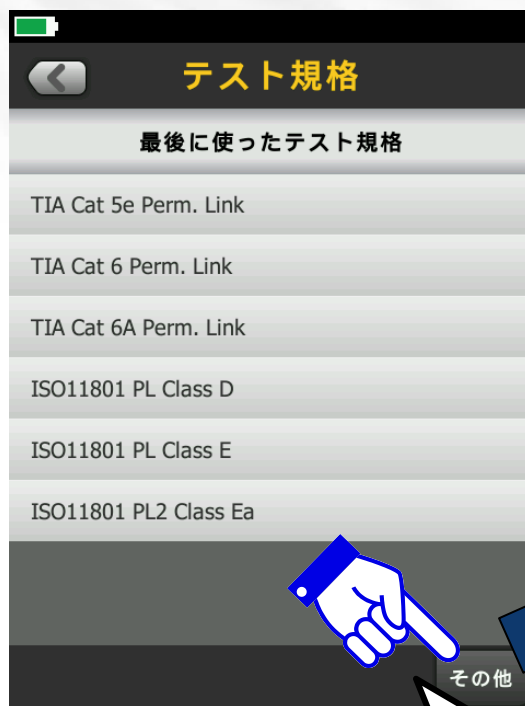 テスト規格
最後に使ったテスト規格
TIA Cat 5e Perm. Link
TIA Cat 6 Perm. Link
TIA Cat 6A Perm. Link
ISO11801 PL Class D
ISO11801 PL Class E
ISO11801 PL2 Class Ea
その他